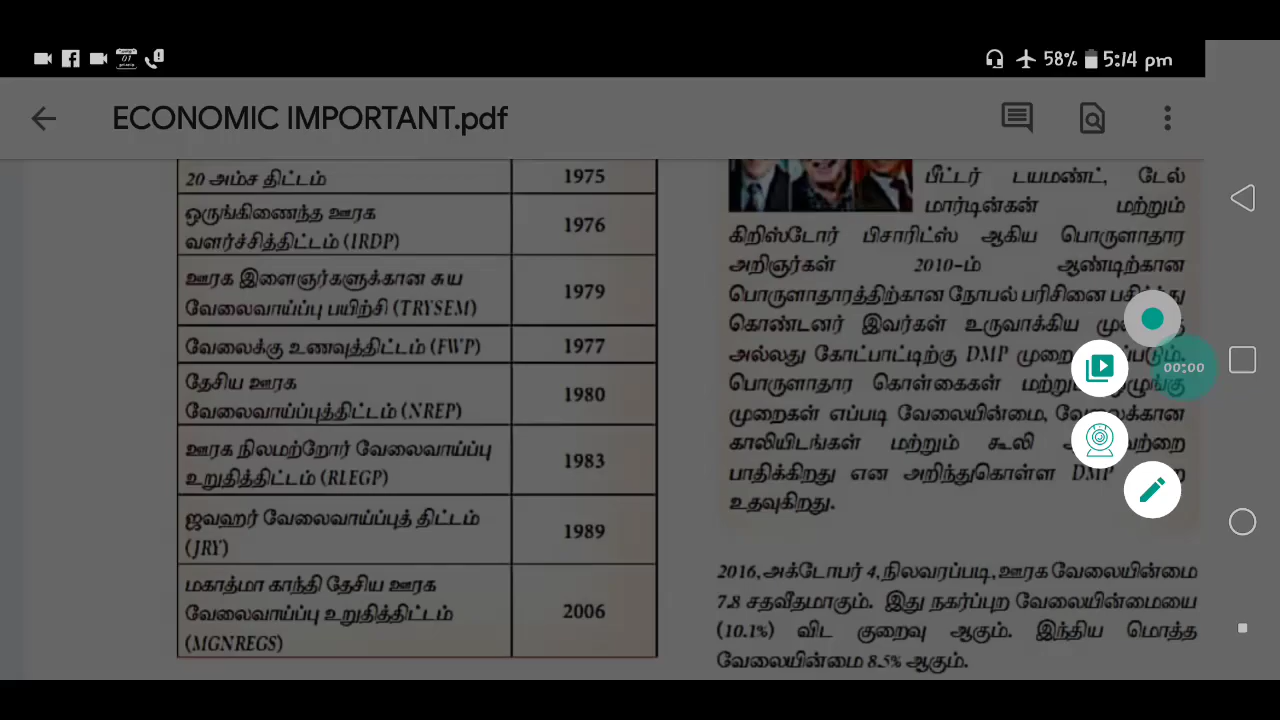 58% 5:14 pm
ECONOMIC IMPORTANT.pdf
20 அம்ச திட்டம் 1975
ஒருங்கிணைந்த ஊரக
வளர்ச்சித்திட்டம் (IRDP) 1976
ஊரக இளைஞர்களுக்கான சுய
வேலைவாய்ப்பு பயிற்சி (TRYSEM) 1979
வேலைக்கு உணவுத்திட்டம் (FWP) 1977
தேசிய ஊரக
வேலைவாய்ப்புத்திட்டம் (NREP) 1980
ஊரக நிலமற்றோர் வேலைவாய்ப்பு
உறுதித்திட்டம் (RLEGP) 1983
ஜவஹர் வேலைவாய்ப்புத் திட்டம்
(JRY) 1989
மகாத்மா காந்தி தேசிய ஊரக
வேலைவாய்ப்பு உறுதித்திட்டம்
(MGNREGS) 2006
பீட்டர் டயமண்ட், டேல்
மார்டின்கன் மற்றும்
கிறிஸ்டோர் பிசாரிட்ஸ் ஆகிய பொருளாதார
அறிஞர்கள் 2010-ம் ஆண்டிற்கான
பொருளாதாரத்திற்கான நோபல் பரிசினை
கொண்டனர் இவர்கள் உருவாக்கிய
அல்லது கோட்பாட்டிற்கு DMP முறை
பொருளாதார கொள்கைகள் மற்றும்
முறைகள் எப்படி வேலையின்மை,
காலியிடங்கள் மற்றும் கூலி
பாதிக்கிறது என அறிந்துகொள்ள DMP
உதவுகிறது.
00:00
2016, அக்டோபர் 4, நிலவரப்படி, ஊரக வேலையின்மை
7.8 சதவீதமாகும். இது நகர்ப்புற வேலையின்மையை
(10.1%) விட குறைவு ஆகும். இந்திய மொத்த
வேலையின்மை 8.5% ஆகும்.